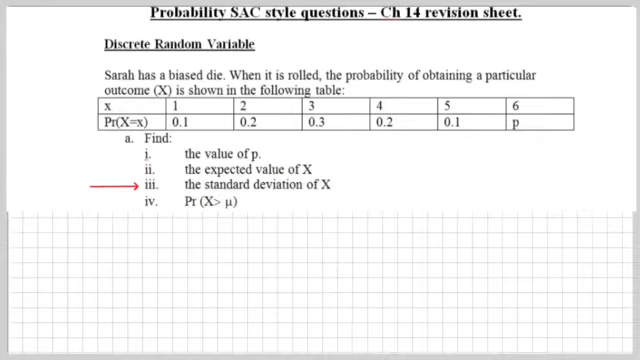 Probability SAC style questions – Ch 14 revision sheet.
Discrete Random Variable
Sarah has a biased die. When it is rolled, the probability of obtaining a particular
outcome (X) is shown in the following table:
x 1 2 3 4 5 6
Pr(X=x) 0.1 0.2 0.3 0.2 0.1 p
a. Find:
i. the value of p.
ii. the expected value of X
iii. the standard deviation of X
iv. Pr (X> μ)